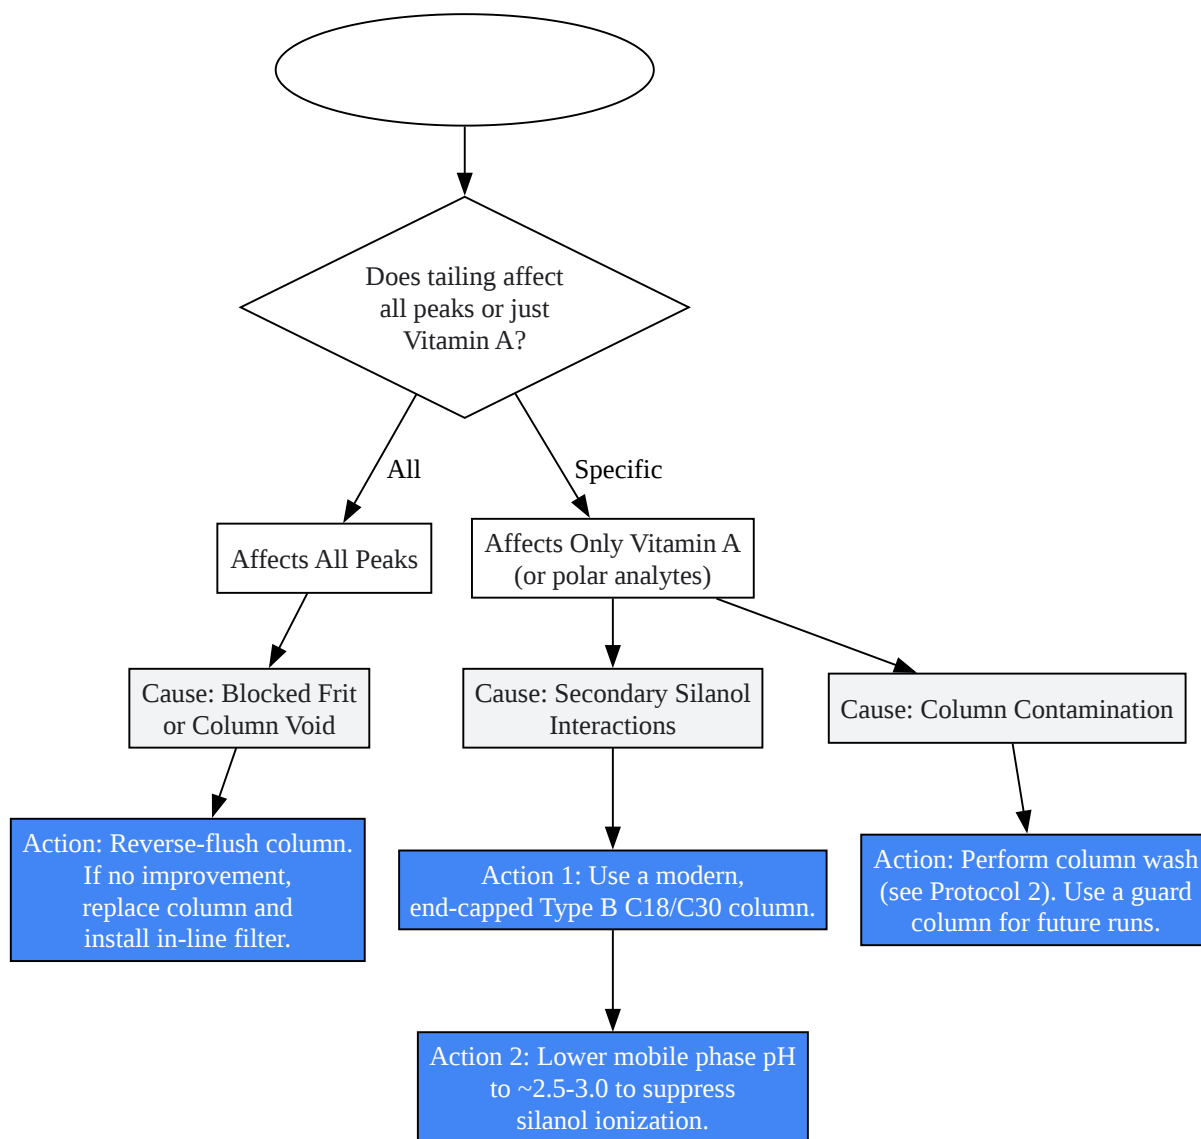 Does tailing affect
all peaks or just
Vitamin A?
All
Specific
Affects All Peaks
Affects Only Vitamin A
(or polar analytes)
Cause: Blocked Frit
or Column Void
Cause: Secondary Silanol
Interactions
Cause: Column Contamination
Action: Reverse-flush column.
If no improvement,
replace column and
install in-line filter.
Action 1: Use a modern,
end-capped Type B C18/C30 column.
Action: Perform column wash
(see Protocol 2). Use a guard
column for future runs.
Action 2: Lower mobile phase pH
to ~2.5-3.0 to suppress
silanol ionization.